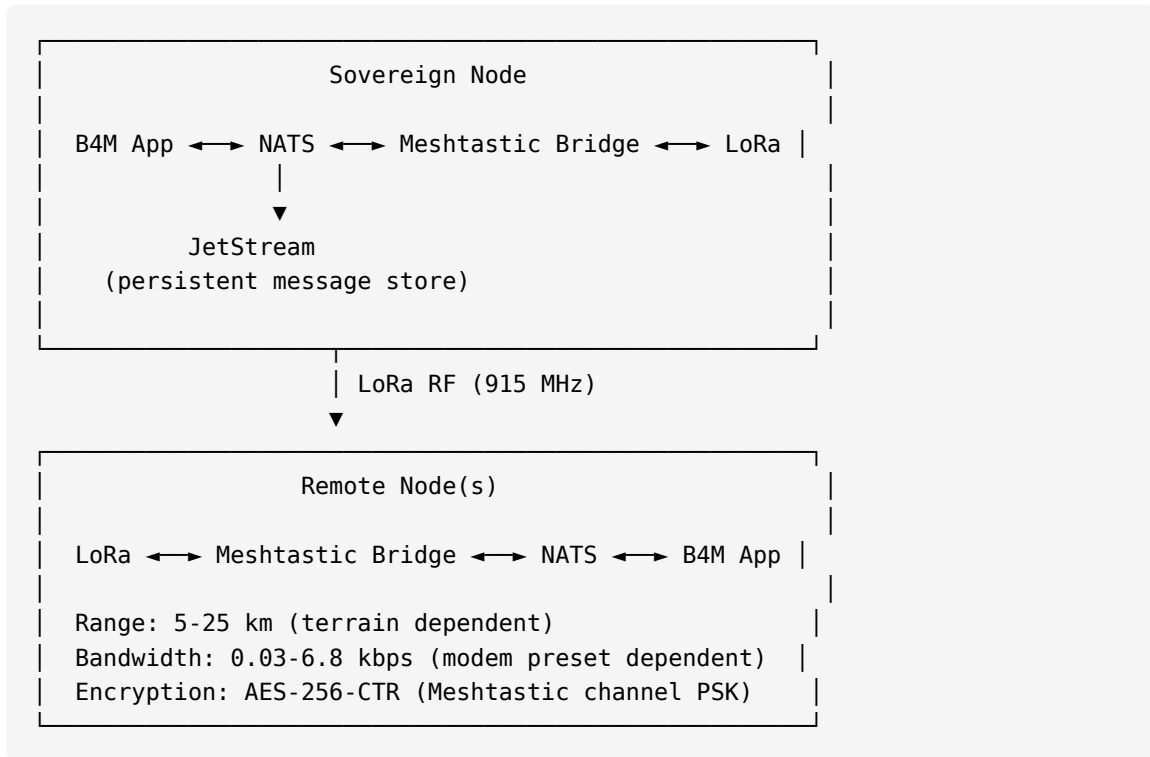 Sovereign Node
B4M App ◄──► NATS ◄──► Meshtastic Bridge ◄──► LoRa
JetStream
(persistent message store)
LoRa RF (915 MHz)
Remote Node(s)
LoRa ◄──► Meshtastic Bridge ◄──► NATS ◄──► B4M App
Range: 5-25 km (terrain dependent)
Bandwidth: 0.03-6.8 kbps (modem preset dependent)
Encryption: AES-256-CTR (Meshtastic channel PSK)